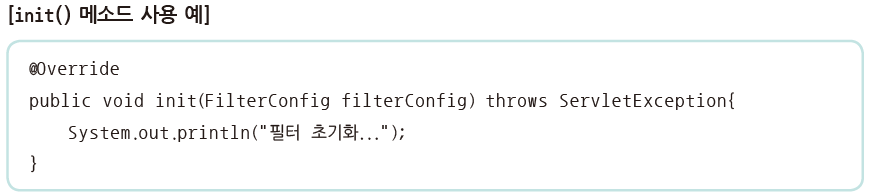 [init() 메소드 사용 예]
@Override
public void init(FilterConfig filterConfig) throws ServletException{
    System.out.println("필터 초기화...");
}